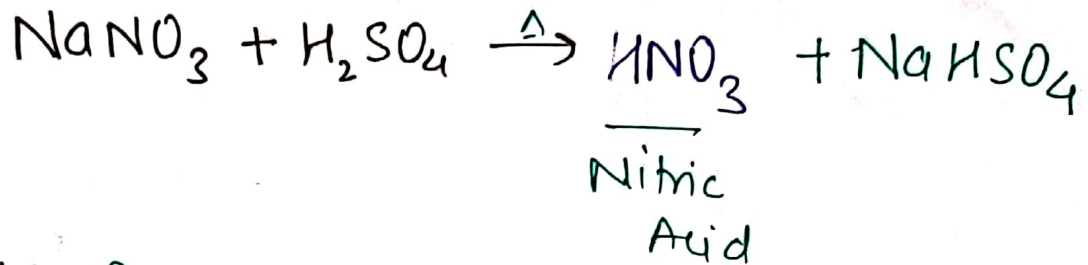 NaNO₃ + H₂SO₄ →^Δ HNO₃ + NaHSO₄
Nitric
Acid